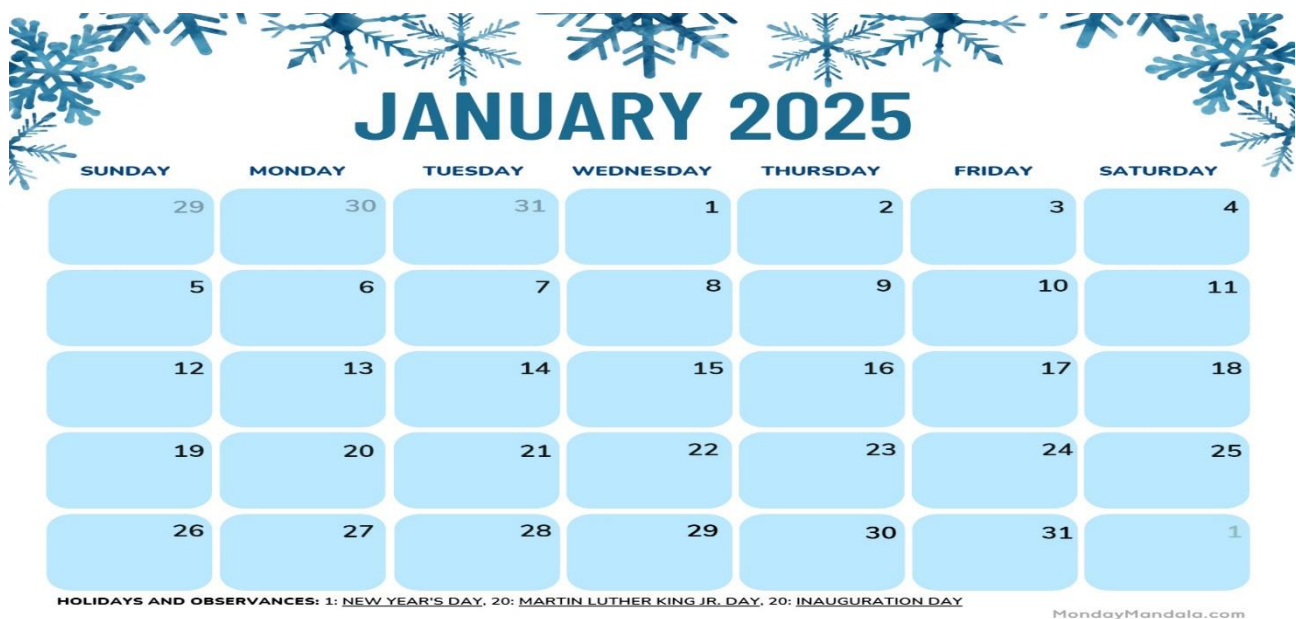 JANUARY 2025
SUNDAY MONDAY TUESDAY WEDNESDAY THURSDAY FRIDAY SATURDAY
29 30 31 1 2 3 4
5 6 7 8 9 10 11
12 13 14 15 16 17 18
19 20 21 22 23 24 25
26 27 28 29 30 31 1
HOLIDAYS AND OBSERVANCES: 1: NEW YEAR'S DAY, 20: MARTIN LUTHER KING JR. DAY, 20: INAUGURATION DAY
MondayMandala.com